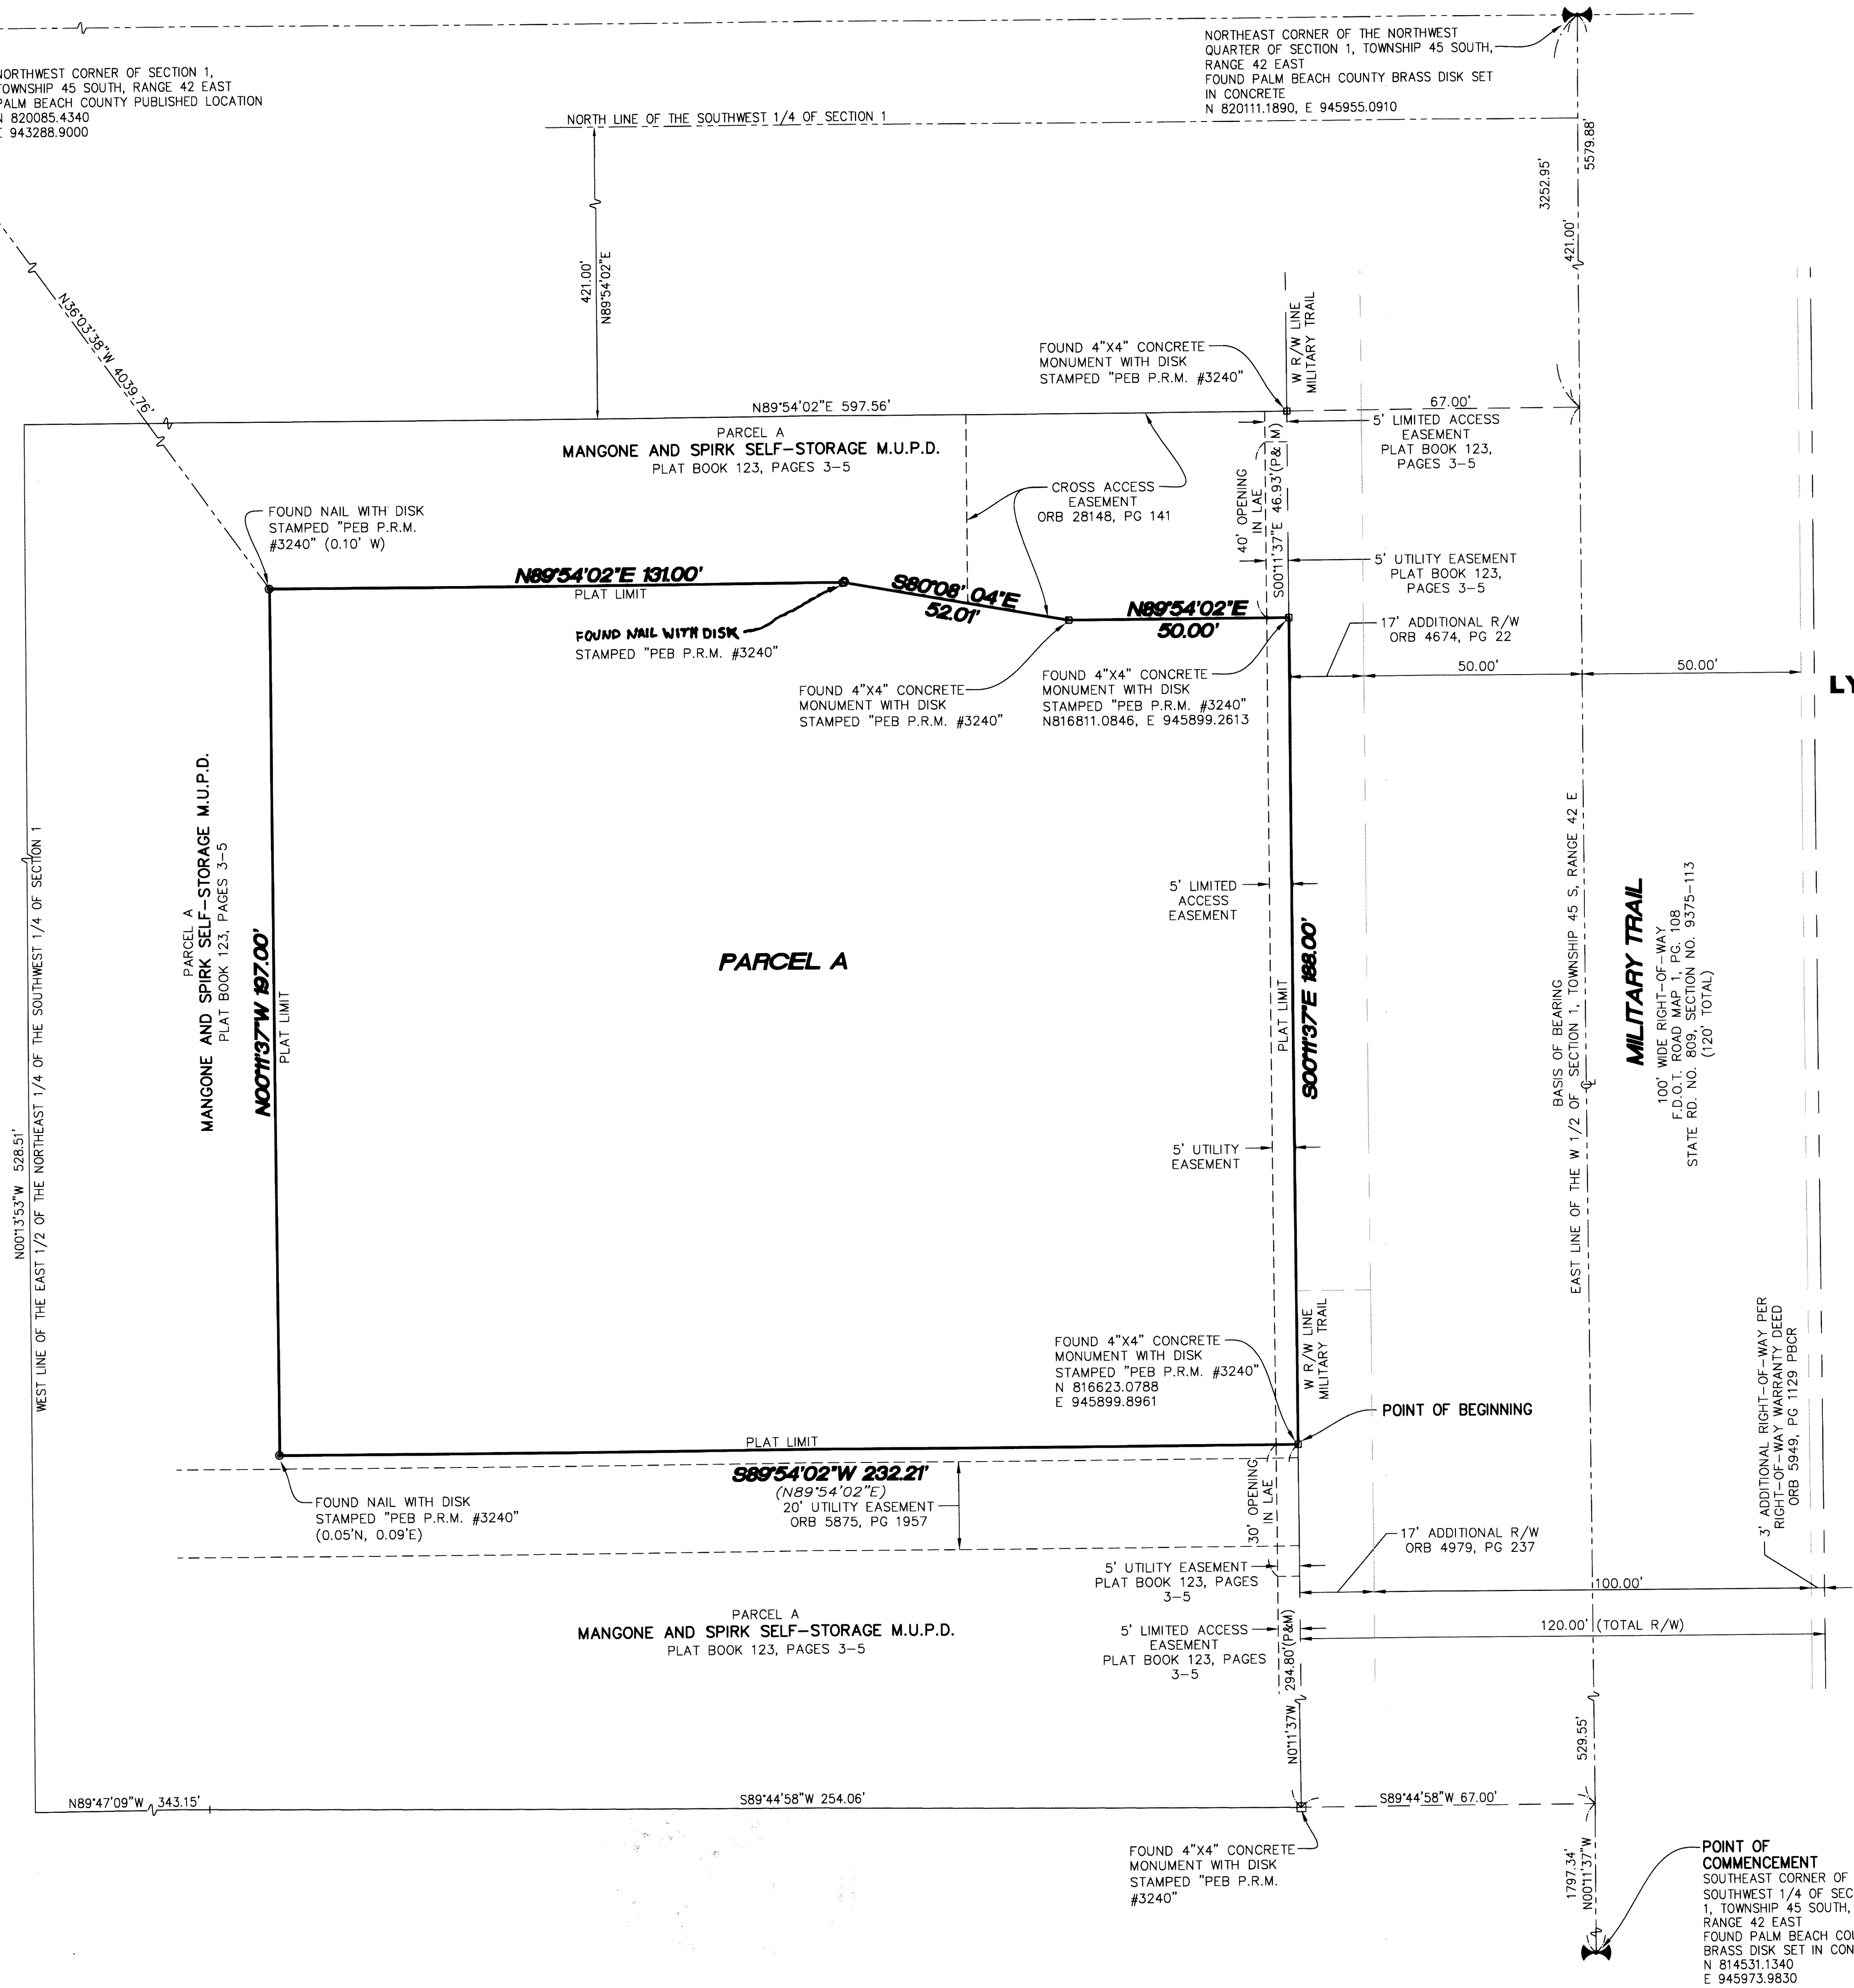 NORTHWEST CORNER OF SECTION 1,
TOWNSHIP 45 SOUTH, RANGE 42 EAST
PALM BEACH COUNTY PUBLISHED LOCATION
N 820085.4340
E 943288.9000
NORTHEAST CORNER OF THE NORTHWEST
QUARTER OF SECTION 1, TOWNSHIP 45 SOUTH,
RANGE 42 EAST
FOUND PALM BEACH COUNTY BRASS DISK SET
IN CONCRETE
N 820111.1890, E 945955.0910
NORTH LINE OF THE SOUTHWEST 1/4 OF SECTION 1
5579.88'
3252.95'
421.00'
421.00'
N89°54'02"E
N36°03'38"W 4039.76'
W R/W LINE
MILITARY TRAIL
FOUND 4"X4" CONCRETE
MONUMENT WITH DISK
STAMPED "PEB P.R.M. #3240"
N89°54'02"E 597.56'
67.00'
PARCEL A
MANGONE AND SPIRK SELF-STORAGE M.U.P.D.
PLAT BOOK 123, PAGES 3-5
5' LIMITED ACCESS
EASEMENT
PLAT BOOK 123,
PAGES 3-5
CROSS ACCESS
EASEMENT
ORB 28148, PG 141
40' OPENING
IN LAE
S00°11'37"E 46.93'(P&M)
FOUND NAIL WITH DISK
STAMPED "PEB P.R.M.
#3240" (0.10' W)
5' UTILITY EASEMENT
PLAT BOOK 123,
PAGES 3-5
N89°54'02"E 131.00'
PLAT LIMIT
S80°08' 04"E
52.01'
N89°54'02"E
50.00'
FOUND NAIL WITH DISK
STAMPED "PEB P.R.M. #3240"
17' ADDITIONAL R/W
ORB 4674, PG 22
50.00'
50.00'
LY
FOUND 4"X4" CONCRETE
MONUMENT WITH DISK
STAMPED "PEB P.R.M. #3240"
FOUND 4"X4" CONCRETE
MONUMENT WITH DISK
STAMPED "PEB P.R.M. #3240"
N816811.0846, E 945899.2613
N00°13'53"W 528.51'
WEST LINE OF THE EAST 1/2 OF THE NORTHEAST 1/4 OF THE SOUTHWEST 1/4 OF SECTION 1
PARCEL A
MANGONE AND SPIRK SELF-STORAGE M.U.P.D.
PLAT BOOK 123, PAGES 3-5
N00°11'37"W 197.00'
PLAT LIMIT
PARCEL A
5' LIMITED
ACCESS
EASEMENT
5' UTILITY
EASEMENT
PLAT LIMIT
S00°11'37"E 188.00'
BASIS OF BEARING
EAST LINE OF THE W 1/2 OF SECTION 1, TOWNSHIP 45 S, RANGE 42 E
MILITARY TRAIL
100' WIDE RIGHT-OF-WAY
F.D.O.T. ROAD MAP 1, PG. 108
STATE RD. NO. 809, SECTION NO. 9375-113
(120' TOTAL)
W R/W LINE
MILITARY TRAIL
FOUND 4"X4" CONCRETE
MONUMENT WITH DISK
STAMPED "PEB P.R.M. #3240"
N 816623.0788
E 945899.8961
POINT OF BEGINNING
3' ADDITIONAL RIGHT-OF-WAY PER
RIGHT-OF-WAY WARRANTY DEED
ORB 5949, PG 1129 PBCR
PLAT LIMIT
S89°54'02"W 232.21'
(N89°54'02"E)
20' UTILITY EASEMENT
ORB 5875, PG 1957
FOUND NAIL WITH DISK
STAMPED "PEB P.R.M. #3240"
(0.05'N, 0.09'E)
30' OPENING
IN LAE
17' ADDITIONAL R/W
ORB 4979, PG 237
5' UTILITY EASEMENT
PLAT BOOK 123, PAGES
3-5
100.00'
PARCEL A
MANGONE AND SPIRK SELF-STORAGE M.U.P.D.
PLAT BOOK 123, PAGES 3-5
5' LIMITED ACCESS
EASEMENT
PLAT BOOK 123, PAGES
3-5
120.00' (TOTAL R/W)
N0°11'37W 294.80'(P&M)
529.55'
N89°47'09"W 343.15'
S89°44'58"W 254.06'
S89°44'58"W 67.00'
FOUND 4"X4" CONCRETE
MONUMENT WITH DISK
STAMPED "PEB P.R.M.
#3240"
1797.34'
N00°11'37"W
POINT OF
COMMENCEMENT
SOUTHEAST CORNER OF
SOUTHWEST 1/4 OF SEC
1, TOWNSHIP 45 SOUTH,
RANGE 42 EAST
FOUND PALM BEACH COU
BRASS DISK SET IN CON
N 814531.1340
E 945973.9830